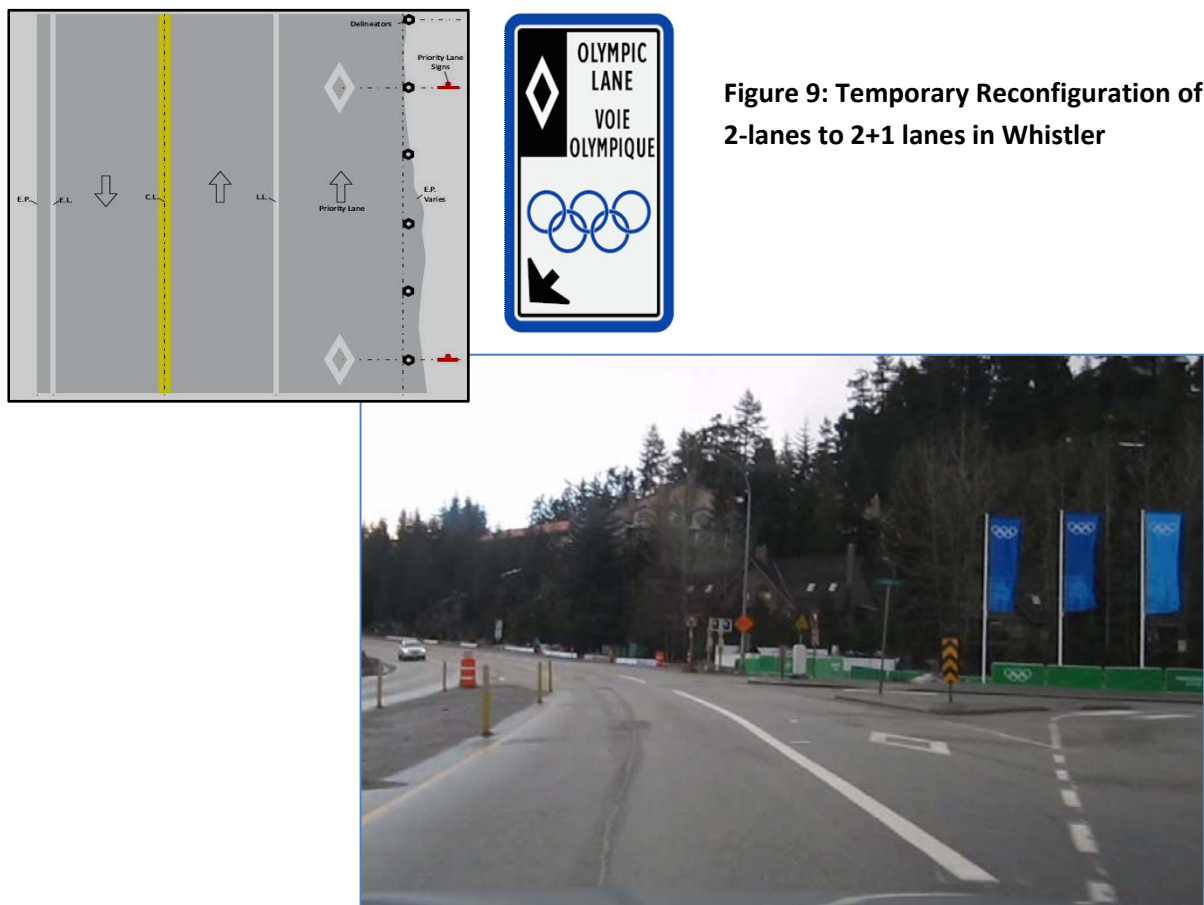 Delineators
Priority Lane
Signs
E.P.
E.L.
C.L.
L.L.
Priority Lane
E.P.
Varies
OLYMPIC
LANE
VOIE
OLYMPIQUE
Figure 9: Temporary Reconfiguration of
2-lanes to 2+1 lanes in Whistler